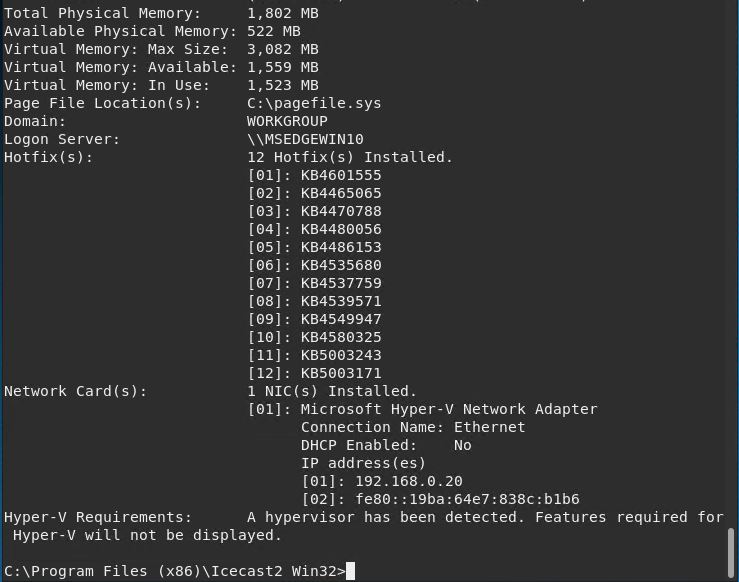 Total Physical Memory:     1,802 MB
Available Physical Memory: 522 MB
Virtual Memory: Max Size:  3,082 MB
Virtual Memory: Available: 1,559 MB
Virtual Memory: In Use:    1,523 MB
Page File Location(s):     C:\pagefile.sys
Domain:                    WORKGROUP
Logon Server:              \\MSEDGEWIN10
Hotfix(s):                 12 Hotfix(s) Installed.
                           [01]: KB4601555
                           [02]: KB4465065
                           [03]: KB4470788
                           [04]: KB4480056
                           [05]: KB4486153
                           [06]: KB4535680
                           [07]: KB4537759
                           [08]: KB4539571
                           [09]: KB4549947
                           [10]: KB4580325
                           [11]: KB5003243
                           [12]: KB5003171
Network Card(s):           1 NIC(s) Installed.
                           [01]: Microsoft Hyper-V Network Adapter
                                 Connection Name: Ethernet
                                 DHCP Enabled:    No
                                 IP address(es)
                                 [01]: 192.168.0.20
                                 [02]: fe80::19ba:64e7:838c:b1b6
Hyper-V Requirements:      A hypervisor has been detected. Features required for
 Hyper-V will not be displayed.
C:\Program Files (x86)\Icecast2 Win32>